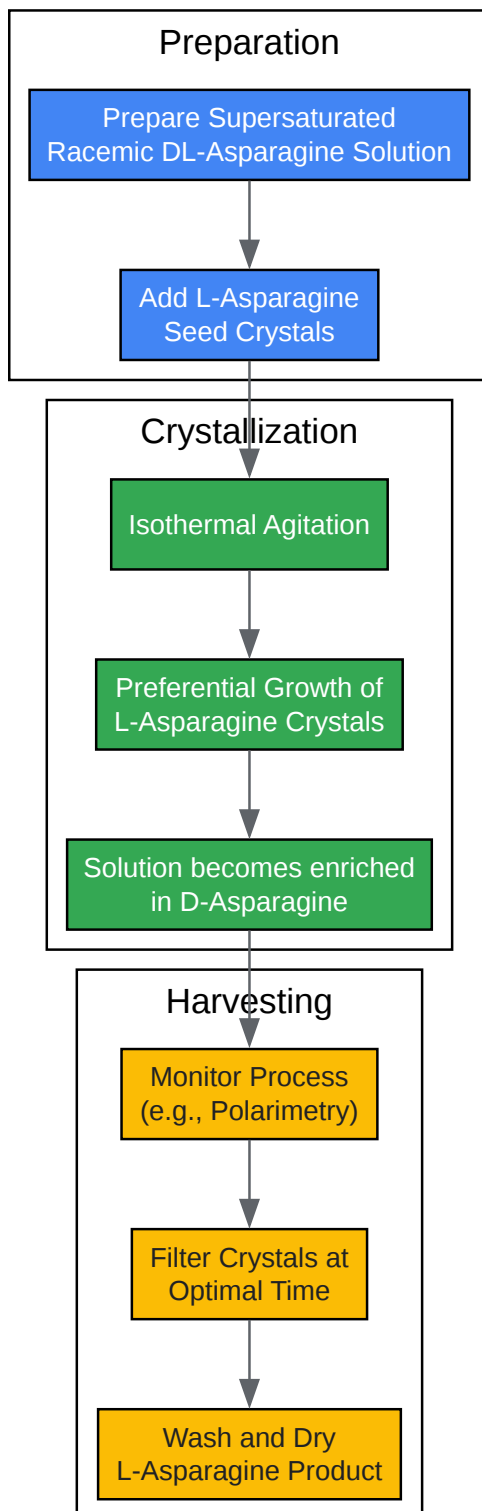 Preparation
Prepare Supersaturated
Racemic DL-Asparagine Solution
Add L-Asparagine
Seed Crystals
Crystallization
Isothermal Agitation
Preferential Growth of
L-Asparagine Crystals
Solution becomes enriched
in D-Asparagine
Harvesting
Monitor Process
(e.g., Polarimetry)
Filter Crystals at
Optimal Time
Wash and Dry
L-Asparagine Product